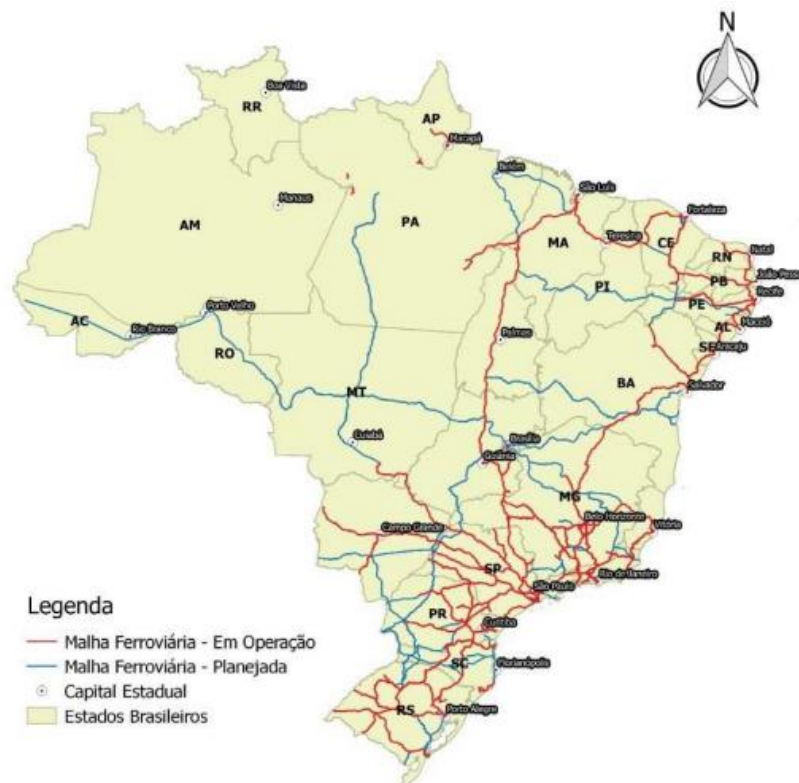 N
Boa Vista
RR
AP
Macapá
Belém
São Luís
Manaus
Fortaleza
AM
PA
MA
Teresina
CE
RN
Natal
PB
João Pesso
PI
Recife
PE
AC
Porto Velho
AL
Maceió
Rio Branco
Palmas
SE
Aracaju
RO
BA
MT
Salvador
Cuiabá
Brasília
Goiânia
MG
Campo Grande
Belo Horizonte
Vitória
SP
São Paulo
Rio de Janeiro
PR
Curitiba
SC
Florianópolis
RS
Porto Alegre
Legenda
Malha Ferroviária - Em Operação
Malha Ferroviária - Planejada
Capital Estadual
Estados Brasileiros